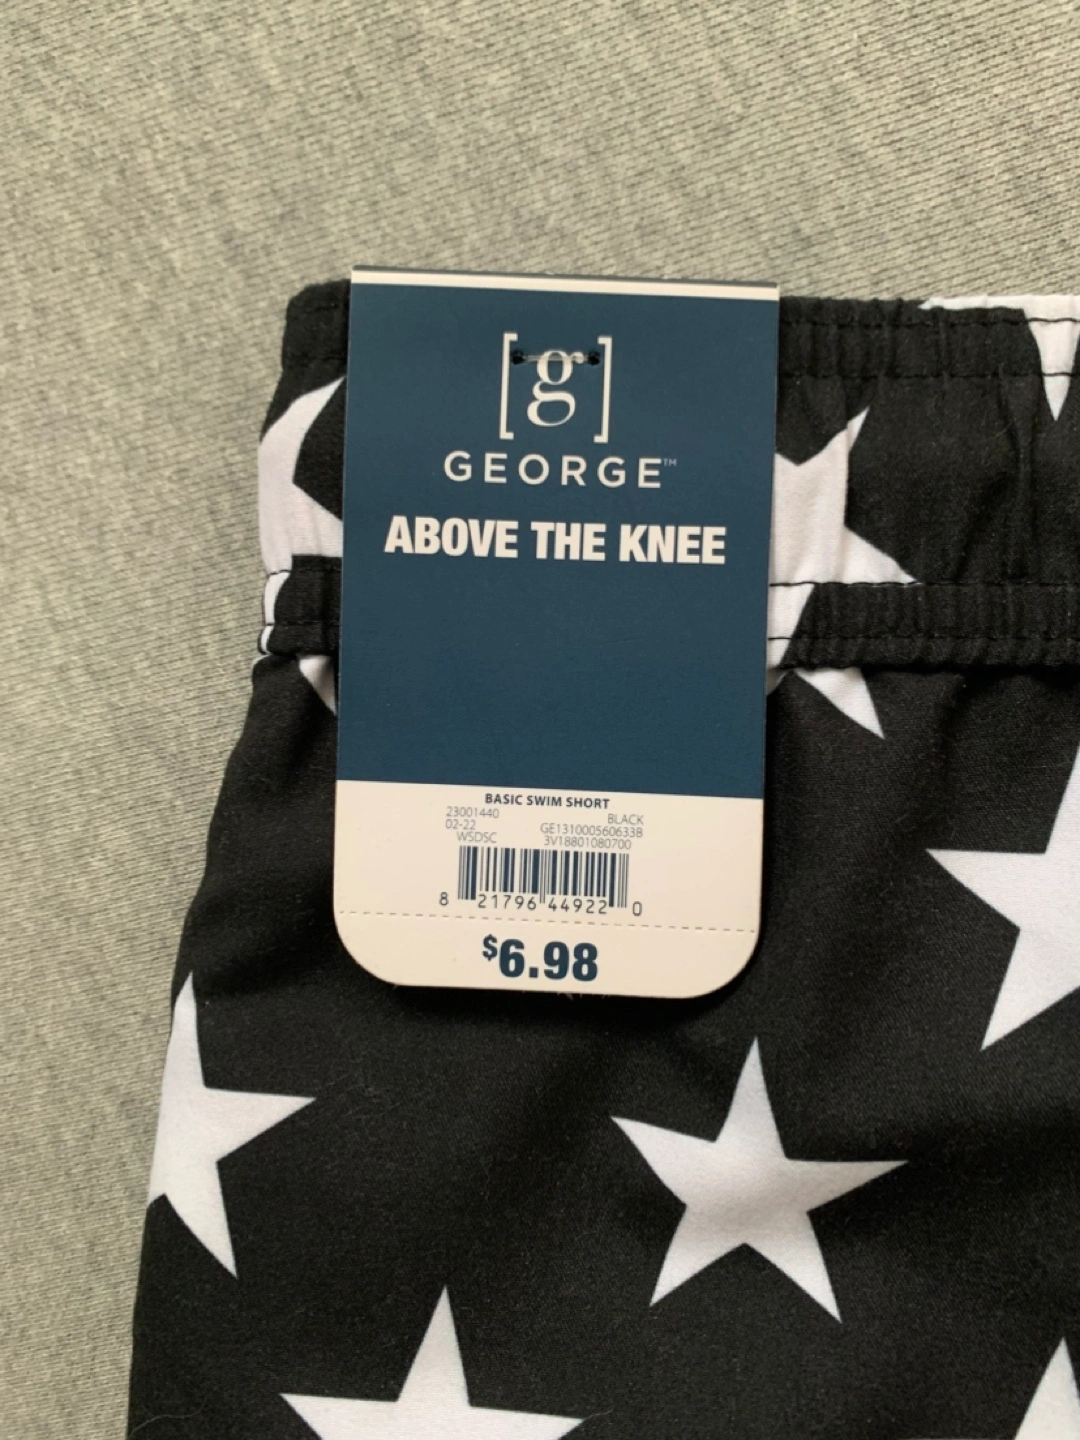 [g]
GEORGE™
ABOVE THE KNEE
BASIC SWIM SHORT
23001440 BLACK
02-22 GE131000560633B
WSDSC 3V18801080700
8 21796 44922 0
$6.98